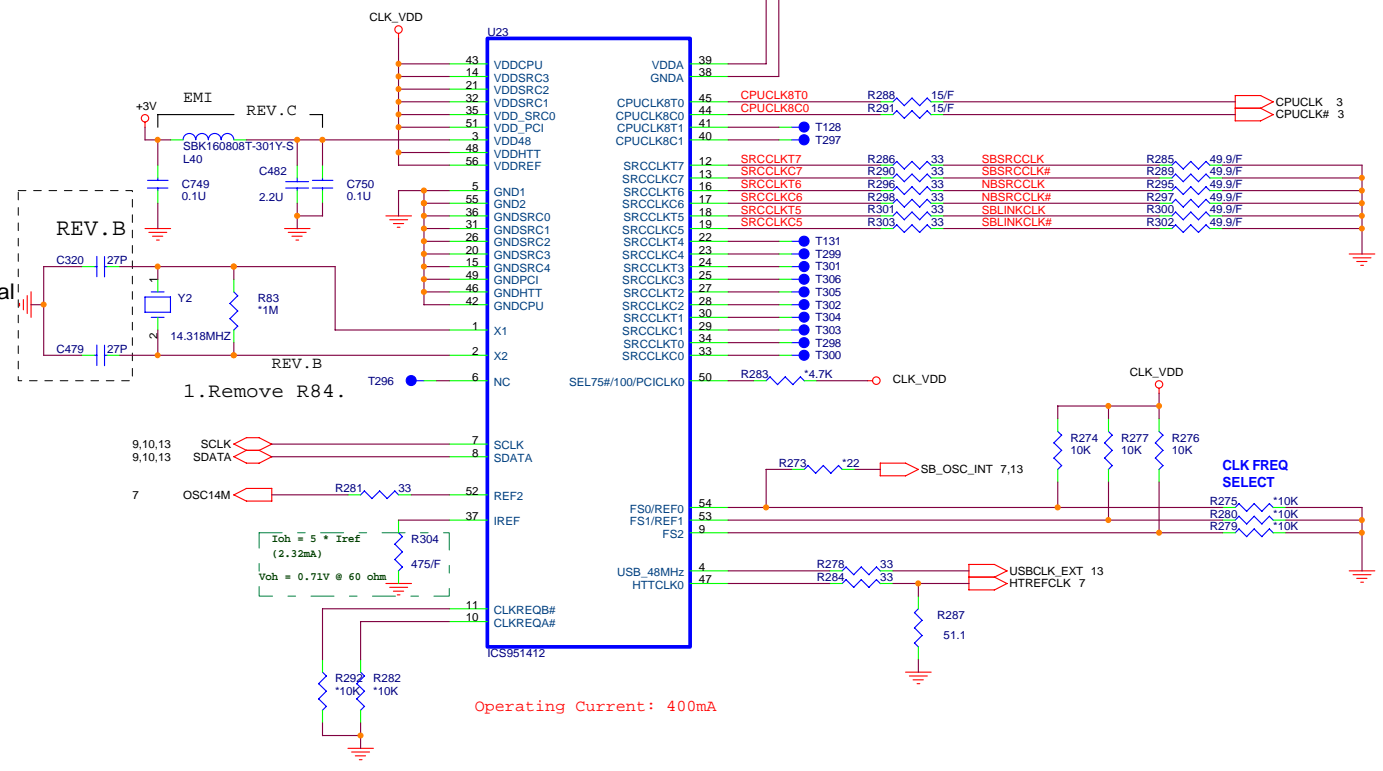 CLK_VDD
U23
43 VDDCPU
14 VDDSRC3
21 VDDSRC2
32 VDDSRC1
35 VDD_SRC0
51 VDD_PCI
3 VDD48
48 VDDHTT
56 VDDREF
5 GND1
55 GND2
36 GNDSRC0
31 GNDSRC1
26 GNDSRC2
20 GNDSRC3
15 GNDSRC4
49 GNDPCI
46 GNDHTT
42 GNDCPU
1 X1
2 X2
6 NC
7 SCLK
8 SDATA
52 REF2
37 IREF
11 CLKREQB#
10 CLKREQA#
ICS951412
EMI
REV.C
+3V
SBK160808T-301Y-S
L40
C749
0.1U
C482
2.2U
C750
0.1U
REV.B
C320 27P
al
1
Y2
2
14.318MHZ
R83
*1M
C479 27P
REV.B
1.Remove R84.
T296
9,10,13 SCLK
9,10,13 SDATA
7 OSC14M
R281 33
R304
475/F
Ioh = 5 * Iref
(2.32mA)
Voh = 0.71V @ 60 ohm
R292
*10K
R282
*10K
Operating Current: 400mA
VDDA 39
GNDA 38
CPUCLK8T0 45 CPUCLK8T0 R288 15/F CPUCLK 3
CPUCLK8C0 44 CPUCLK8C0 R291 15/F CPUCLK# 3
CPUCLK8T1 41 T128
CPUCLK8C1 40 T297
SRCCLKT7 12 SRCCLKT7 R286 33 SBSRCCLK R285 49.9/F
SRCCLKC7 13 SRCCLKC7 R290 33 SBSRCCLK# R289 49.9/F
SRCCLKT6 16 SRCCLKT6 R296 33 NBSRCCLK R295 49.9/F
SRCCLKC6 17 SRCCLKC6 R298 33 NBSRCCLK# R297 49.9/F
SRCCLKT5 18 SRCCLKT5 R301 33 SBLINKCLK R300 49.9/F
SRCCLKC5 19 SRCCLKC5 R303 33 SBLINKCLK# R302 49.9/F
SRCCLKT4 22 T131
SRCCLKC4 23 T299
SRCCLKT3 24 T301
SRCCLKC3 25 T306
SRCCLKT2 27 T305
SRCCLKC2 28 T302
SRCCLKT1 30 T304
SRCCLKC1 29 T303
SRCCLKT0 34 T298
SRCCLKC0 33 T300
SEL75#/100/PCICLK0 50 R283 *4.7K CLK_VDD
CLK_VDD
R274
10K
R277
10K
R276
10K
R273 *22 SB_OSC_INT 7,13
CLK FREQ
SELECT
FS0/REF0 54 R275 *10K
FS1/REF1 53 R280 *10K
FS2 9 R279 *10K
USB_48MHz 4 R278 33 USBCLK_EXT 13
HTTCLK0 47 R284 33 HTREFCLK 7
R287
51.1